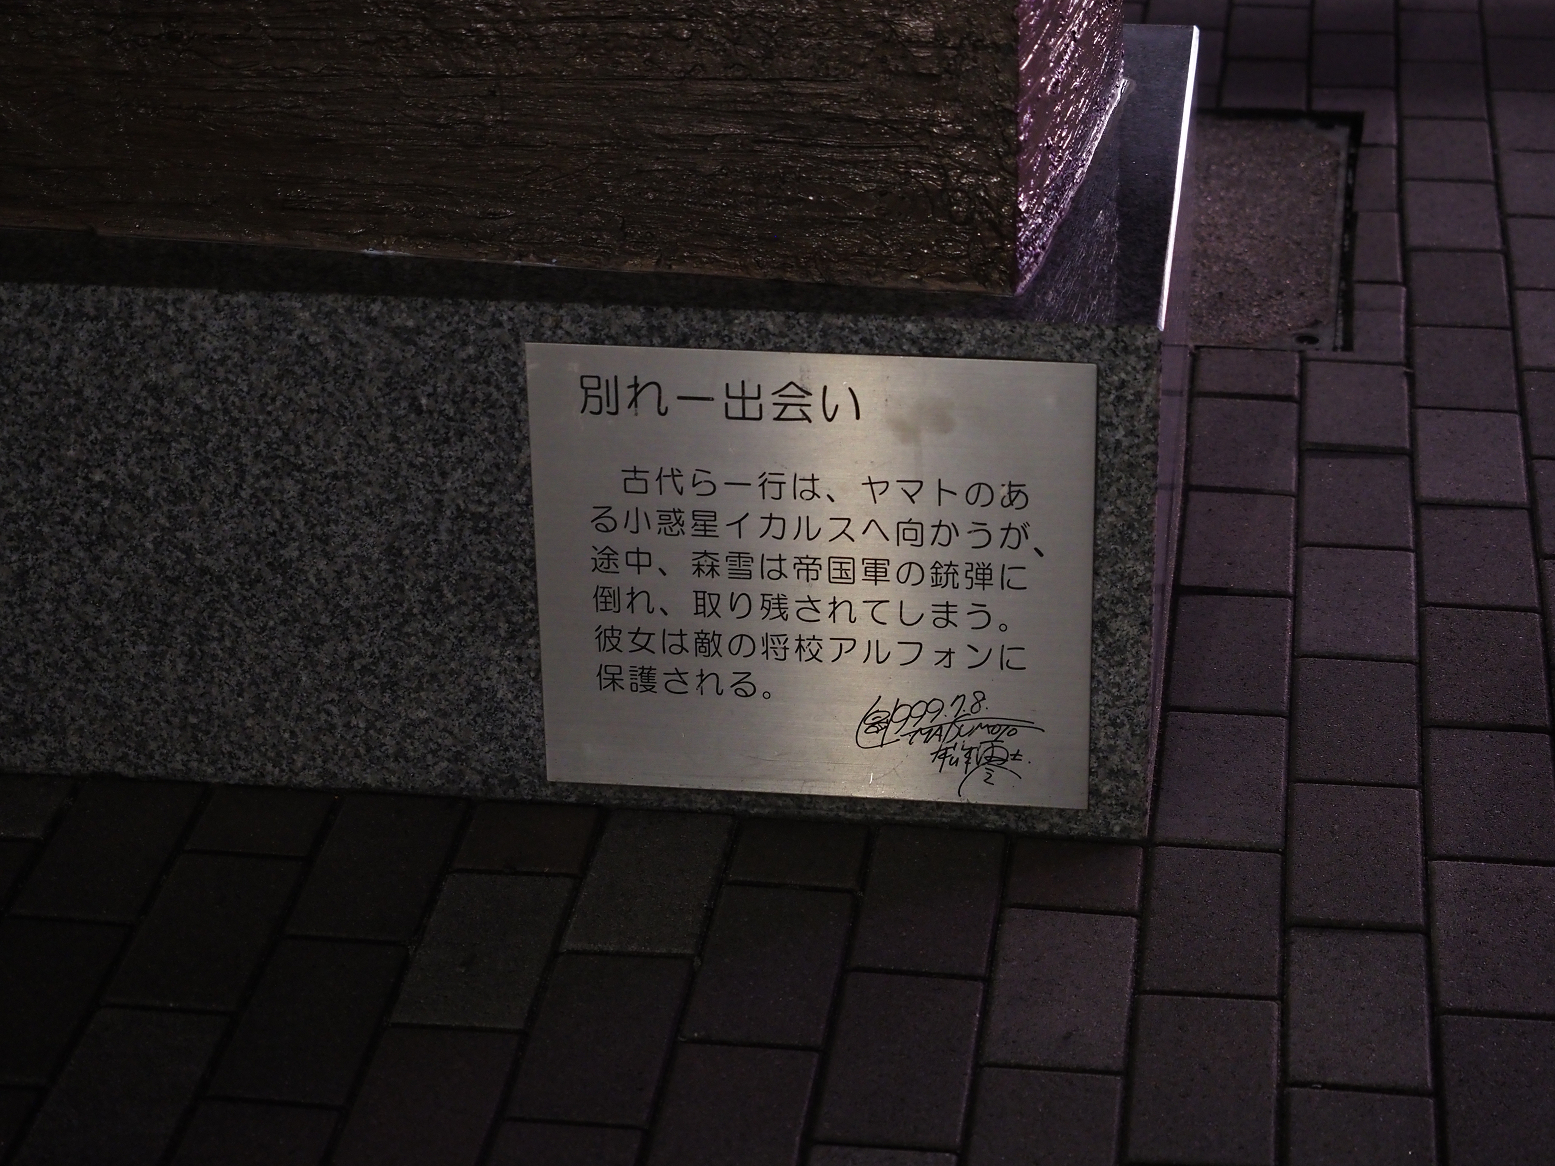 別れー出会い
古代ら一行は、ヤマトのあ
る小惑星イカルスへ向かうが、
途中、森雪は帝国軍の銃弾に
倒れ、取り残されてしまう。
彼女は敵の将校アルフォンに
保護される。
1999.7.8.
MATSUMOTO
松本零士